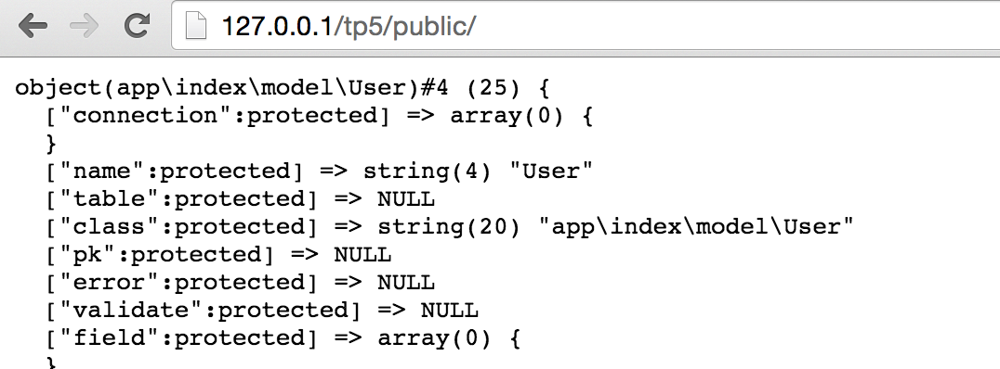 127.0.0.1/tp5/public/
object(app\index\model\User)#4 (25) {
  ["connection":protected] => array(0) {
  }
  ["name":protected] => string(4) "User"
  ["table":protected] => NULL
  ["class":protected] => string(20) "app\index\model\User"
  ["pk":protected] => NULL
  ["error":protected] => NULL
  ["validate":protected] => NULL
  ["field":protected] => array(0) {
  }